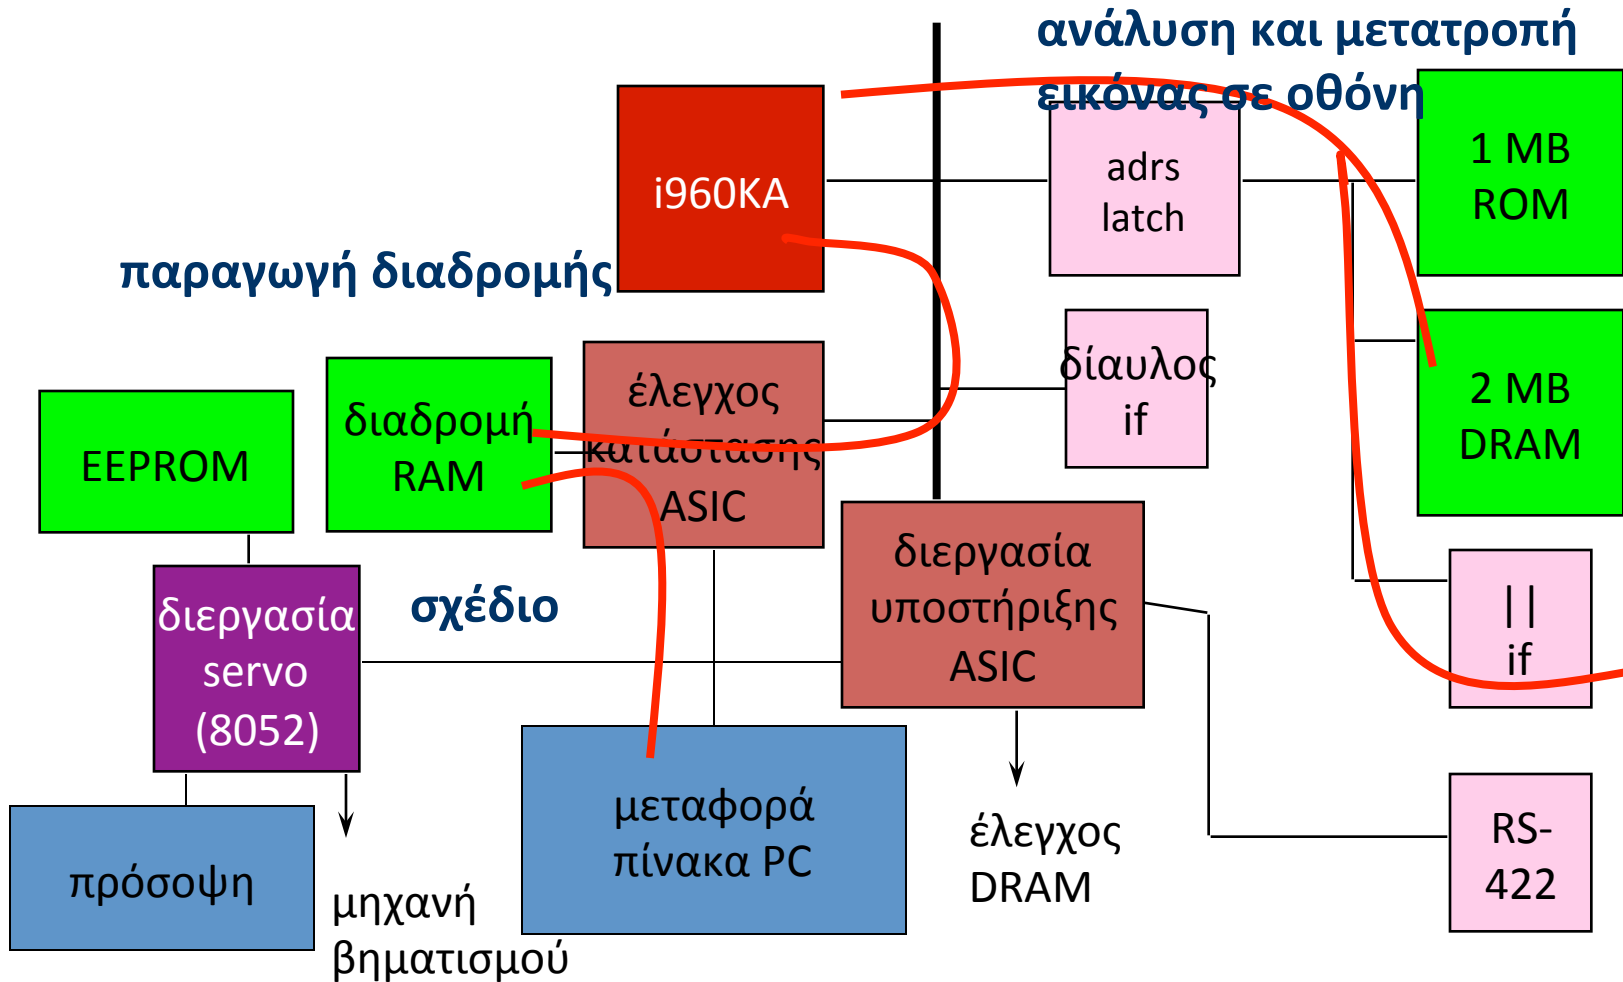 ανάλυση και μετατροπή
εικόνας σε οθόνη
i960KA
adrs
latch
1 MB
ROM
παραγωγή διαδρομής
EEPROM
διαδρομή
RAM
έλεγχος
κατάστασης
ASIC
δίαυλος
if
2 MB
DRAM
διεργασία
servo
(8052)
σχέδιο
διεργασία
υποστήριξης
ASIC
||
if
πρόσοψη
μηχανή
βηματισμού
μεταφορά
πίνακα PC
έλεγχος
DRAM
RS-
422